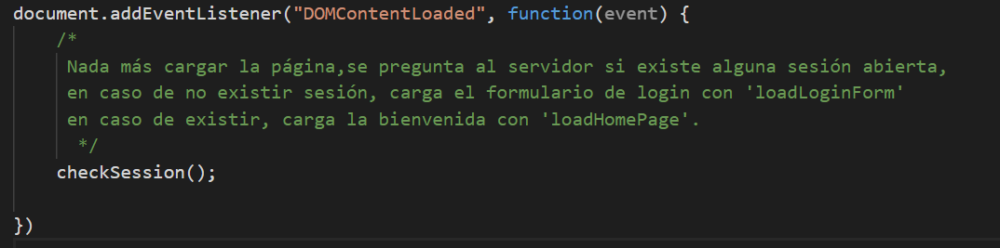 document.addEventListener("DOMContentLoaded", function(event) {
/*
Nada más cargar la página,se pregunta al servidor si existe alguna sesión abierta,
en caso de no existir sesión, carga el formulario de login con 'loadLoginForm'
en caso de existir, carga la bienvenida con 'loadHomePage'.
*/
checkSession();
})